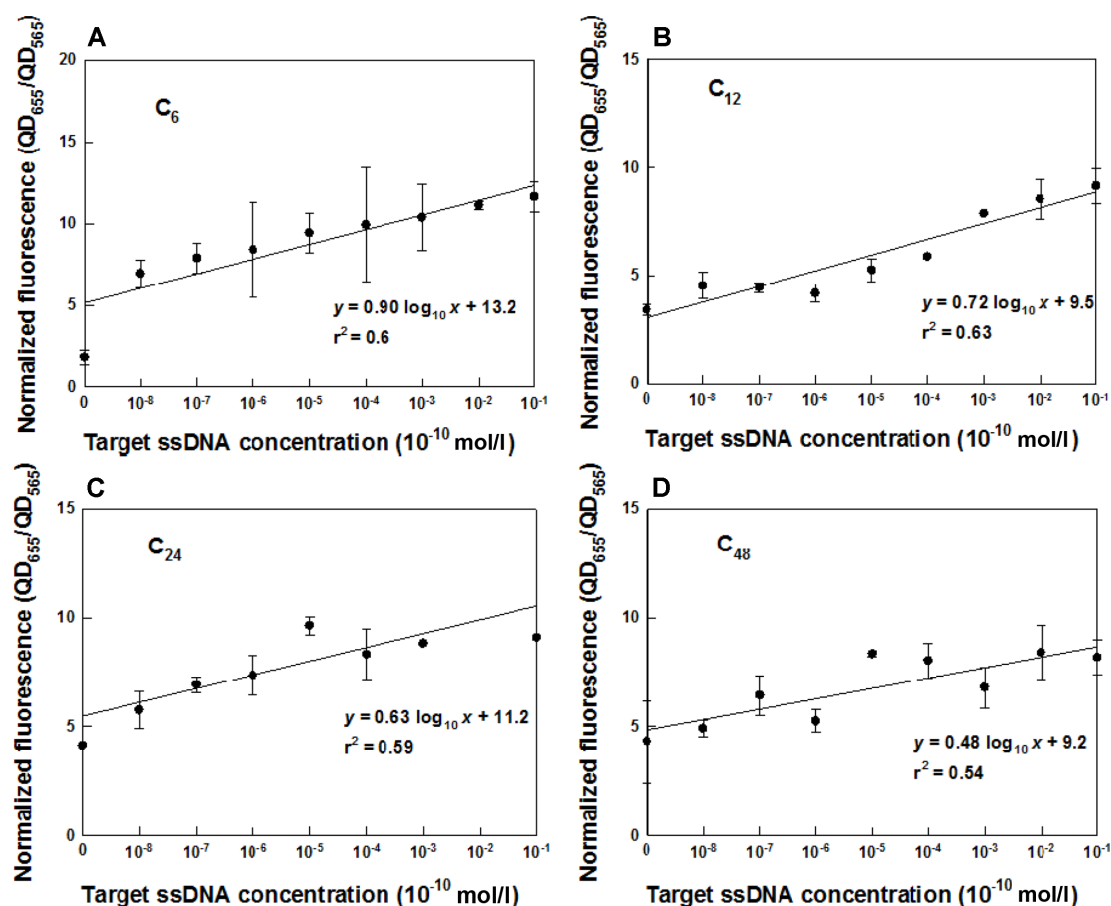 A
Normalized fluorescence (QD655/QD565)
20
15
10
5
0
C6
y = 0.90 log10 x + 13.2
r2 = 0.6
0 10-8 10-7 10-6 10-5 10-4 10-3 10-2 10-1
Target ssDNA concentration (10-10 mol/l)
B
Normalized fluorescence (QD655/QD565)
15
10
5
0
C12
y = 0.72 log10 x + 9.5
r2 = 0.63
0 10-8 10-7 10-6 10-5 10-4 10-3 10-2 10-1
Target ssDNA concentration (10-10 mol/l)
C
Normalized fluorescence (QD655/QD565)
15
10
5
0
C24
y = 0.63 log10 x + 11.2
r2 = 0.59
0 10-8 10-7 10-6 10-5 10-4 10-3 10-2 10-1
Target ssDNA concentration (10-10 mol/l)
D
Normalized fluorescence (QD655/QD565)
15
10
5
0
C48
y = 0.48 log10 x + 9.2
r2 = 0.54
0 10-8 10-7 10-6 10-5 10-4 10-3 10-2 10-1
Target ssDNA concentration (10-10 mol/l)